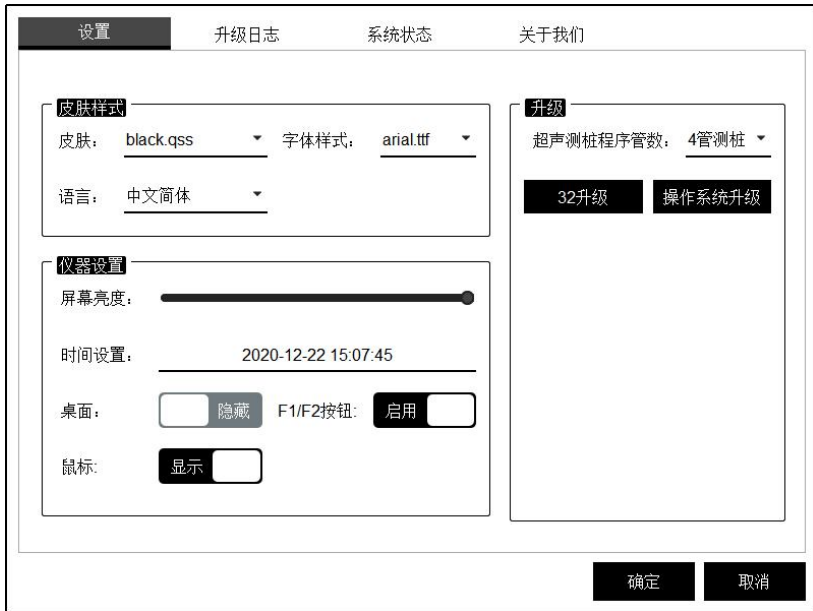 设置 升级日志 系统状态 关于我们
皮肤样式
皮肤： black.qss 字体样式： arial.ttf
语言： 中文简体
仪器设置
屏幕亮度：
时间设置： 2020-12-22 15:07:45
桌面： 隐藏 F1/F2按钮: 启用
鼠标: 显示
升级
超声测桩程序管数： 4管测桩
32升级 操作系统升级
确定 取消